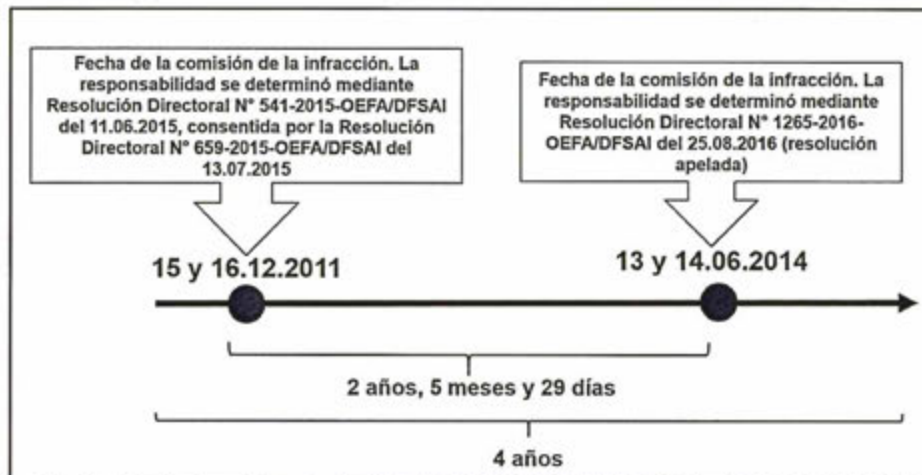 Fecha de la comisión de la infracción. La
responsabilidad se determinó mediante
Resolución Directoral N° 541-2015-OEFA/DFSAI
del 11.06.2015, consentida por la Resolución
Directoral N° 659-2015-OEFA/DFSAI del
13.07.2015
Fecha de la comisión de la infracción. La
responsabilidad se determinó mediante
Resolución Directoral N° 1265-2016-
OEFA/DFSAI del 25.08.2016 (resolución
apelada)
15 y 16.12.2011
13 y 14.06.2014
2 años, 5 meses y 29 días
4 años